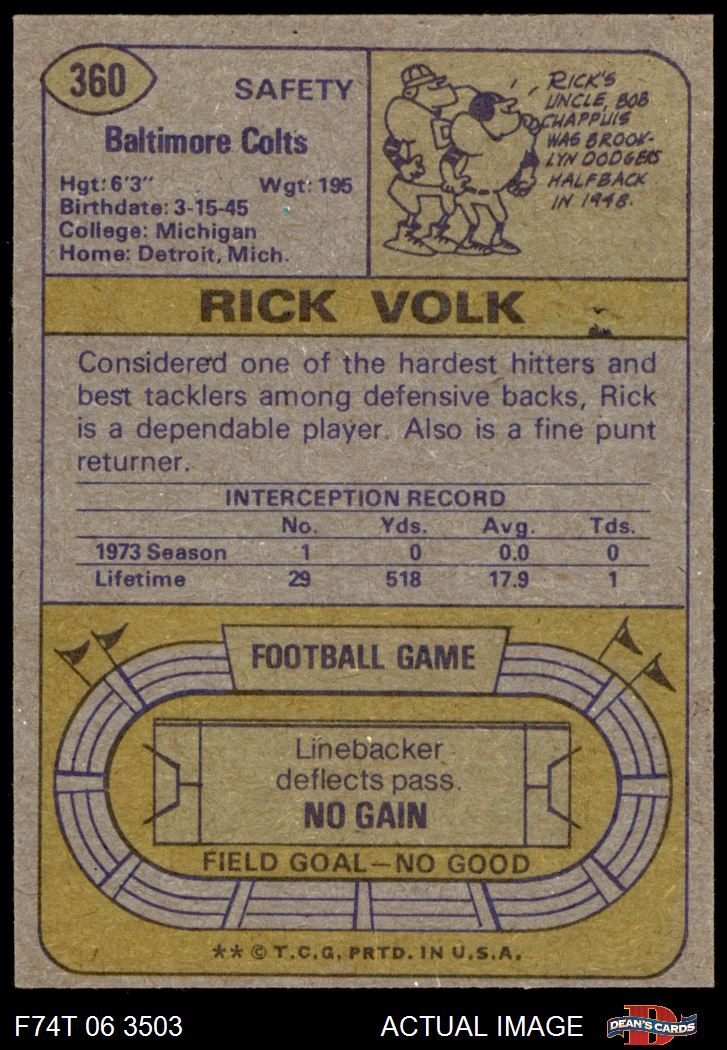 360
SAFETY
Baltimore Colts
Hgt: 6'3" Wgt: 195
Birthdate: 3-15-45
College: Michigan
Home: Detroit, Mich.
RICK'S
UNCLE, BOB
CHAPPUIS
WAS BROOK-
LYN DODGERS
HALFBACK
IN 1948.
RICK VOLK
Considered one of the hardest hitters and
best tacklers among defensive backs, Rick
is a dependable player. Also is a fine punt
returner.
INTERCEPTION RECORD
No. Yds. Avg. Tds.
1973 Season 1 0 0.0 0
Lifetime 29 518 17.9 1
FOOTBALL GAME
Linebacker
deflects pass.
NO GAIN
FIELD GOAL—NO GOOD
** © T.C.G. PRTD. IN U.S.A.
F74T 06 3503 ACTUAL IMAGE
DEAN'S CARDS